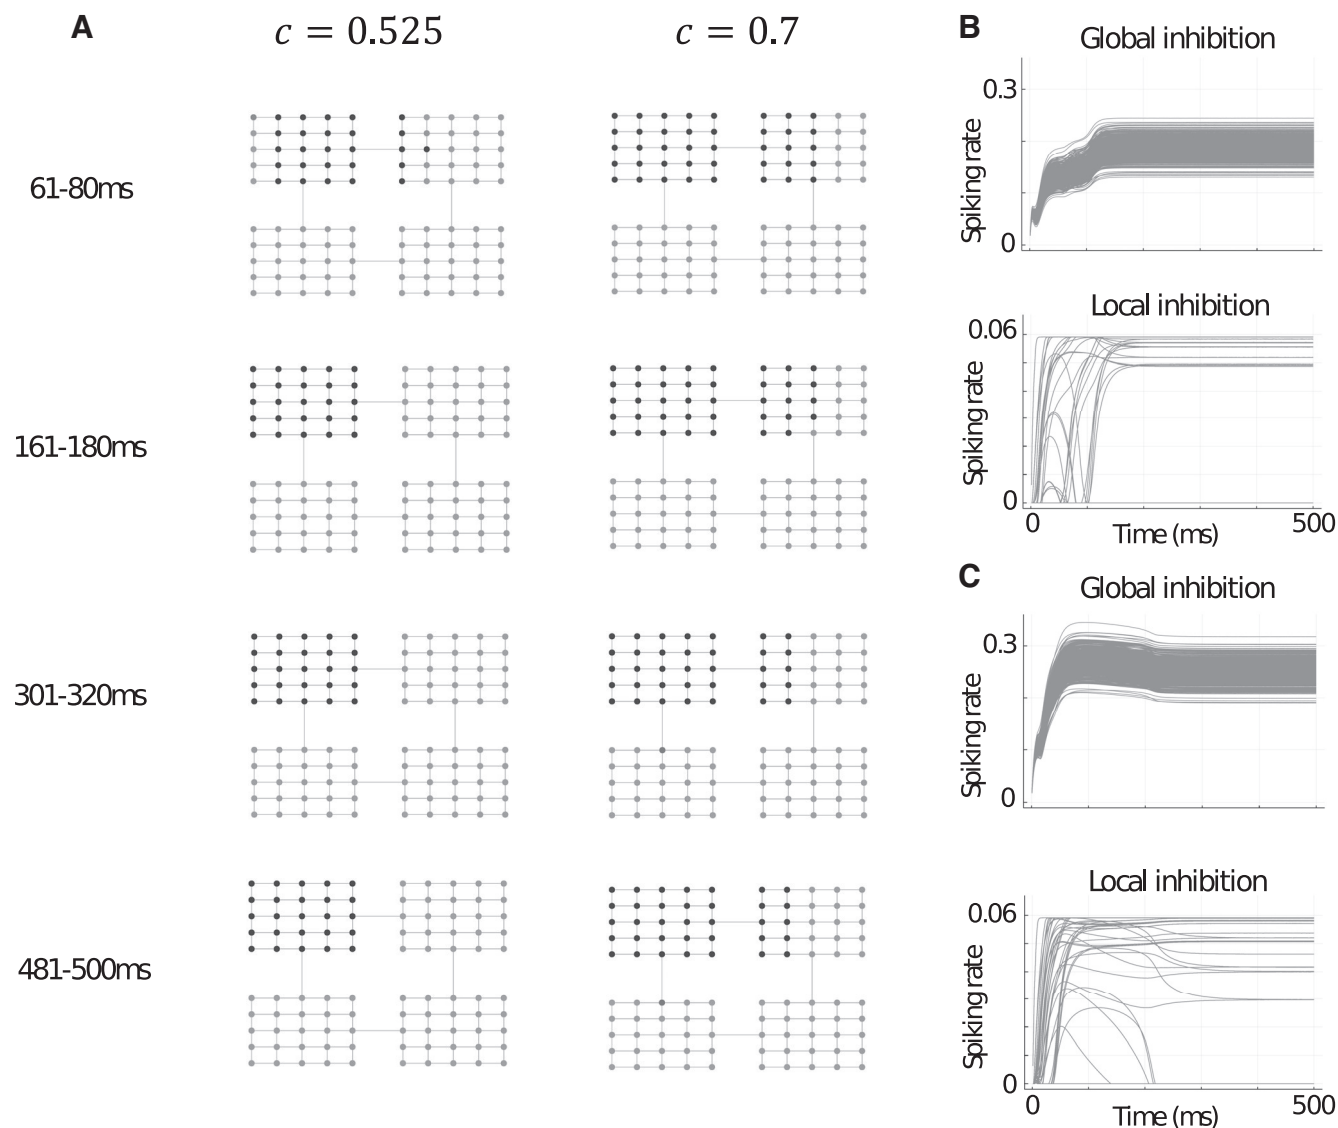 A
c = 0.525
c = 0.7
61-80ms
161-180ms
301-320ms
481-500ms
B
Global inhibition
0.3
0
Spiking rate
Local inhibition
0.06
0
Spiking rate
0
500
Time (ms)
C
Global inhibition
0.3
0
Spiking rate
Local inhibition
0.06
0
Spiking rate
0
500
Time (ms)